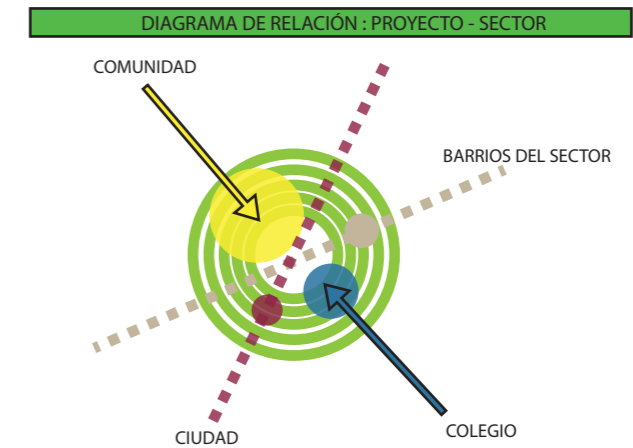 DIAGRAMA DE RELACIÓN : PROYECTO - SECTOR
COMUNIDAD
BARRIOS DEL SECTOR
CIUDAD
COLEGIO